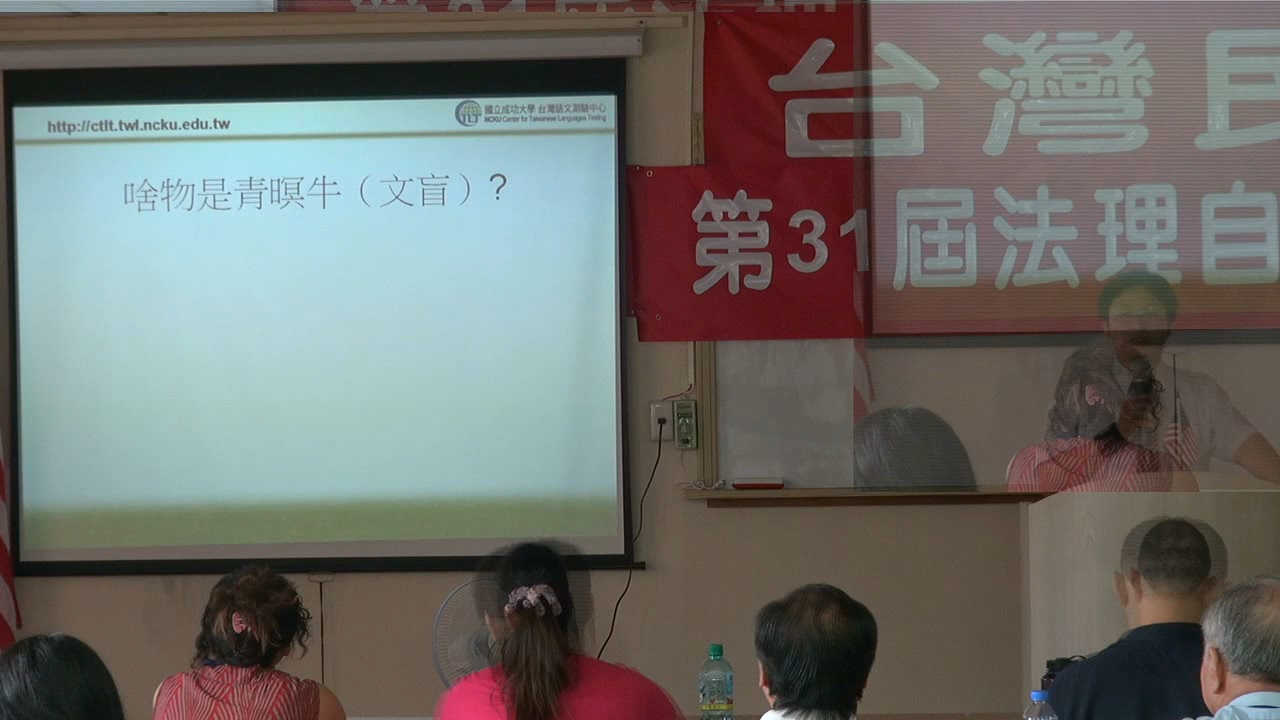 http://ctlt.twl.ncku.edu.tw
國立成功大學 台灣語文測驗中心
NCKU Center for Taiwanese Languages Testing
啥物是青暝牛（文盲）?
台灣
第31屆法理自